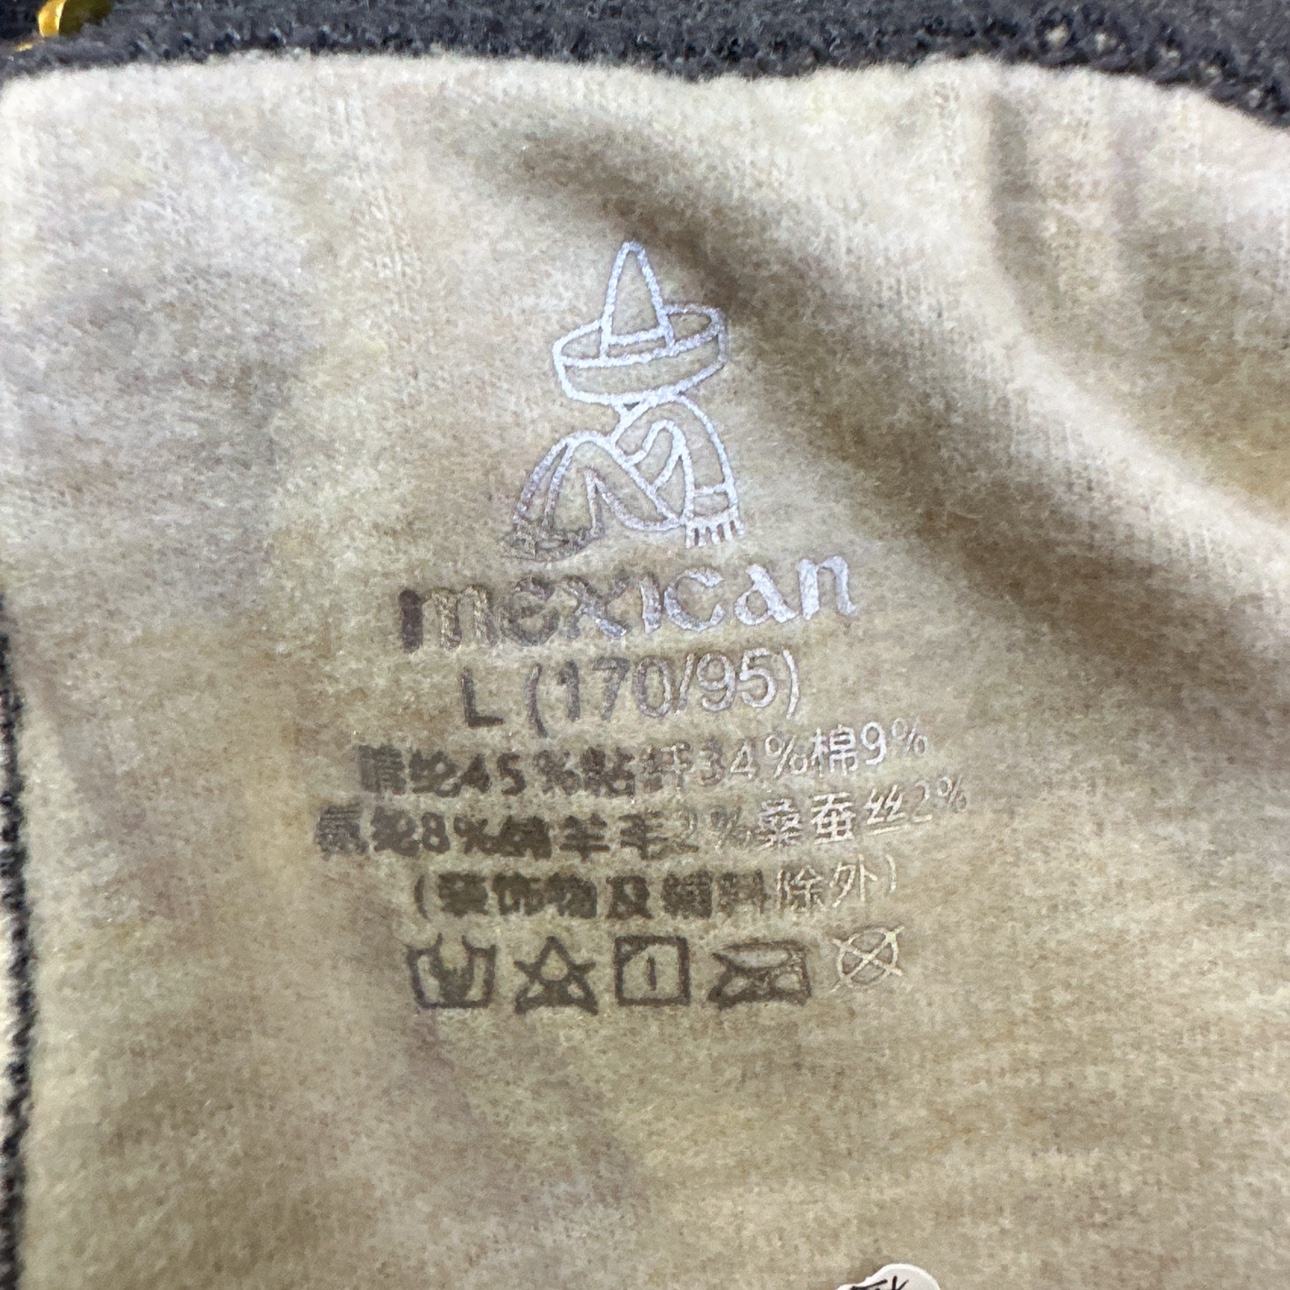 mexican
L (170/95)
腈纶45%黏纤34%棉9%
氨纶8%绵羊毛2%桑蚕丝2%
(装饰物及辅料除外)